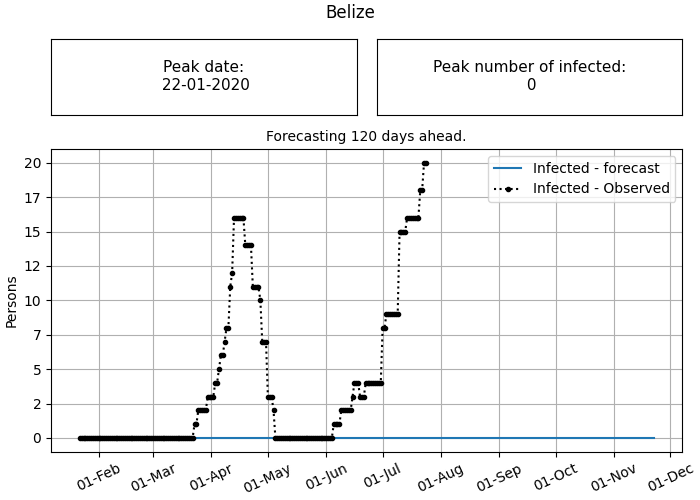 Belize
Peak date:
22-01-2020
Peak number of infected:
0
Forecasting 120 days ahead.
Infected - forecast
Infected - Observed
Persons
20
17
15
12
10
7
5
2
0
01-Feb
01-Mar
01-Apr
01-May
01-Jun
01-Jul
01-Aug
01-Sep
01-Oct
01-Nov
01-Dec